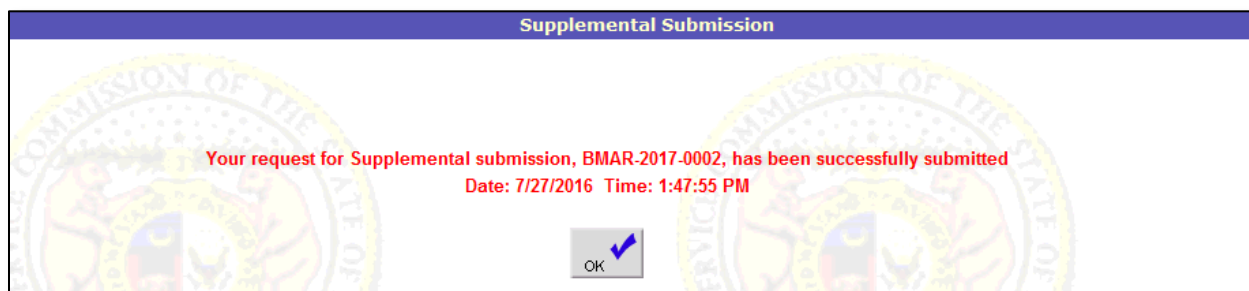 Supplemental Submission
Your request for Supplemental submission, BMAR-2017-0002, has been successfully submitted
Date: 7/27/2016 Time: 1:47:55 PM
OK